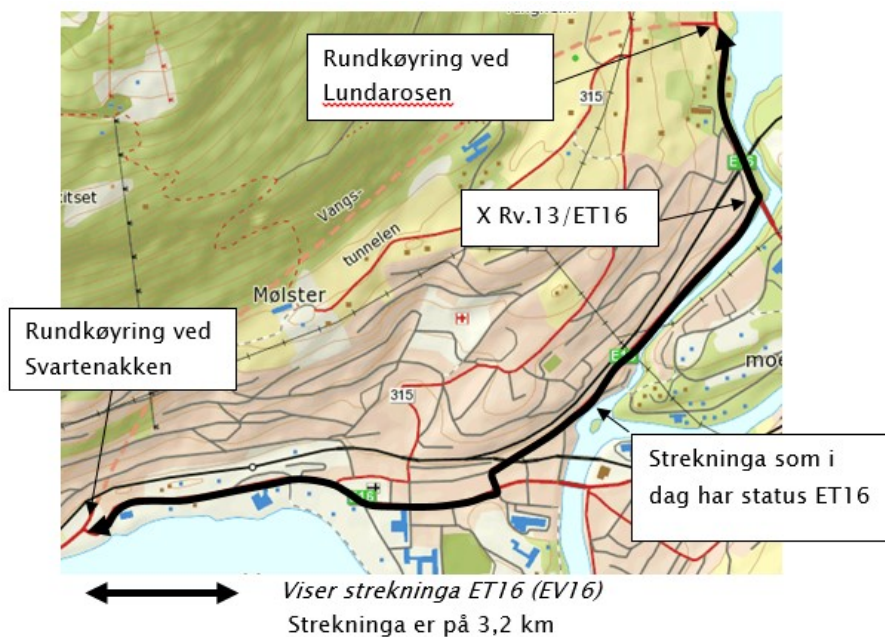 Rundkøyring ved
Lundarosen
315
E16
X Rv.13/ET16
Vangs-
tunnelen
Mølster
Rundkøyring ved
Svartenakken
315
Strekninga som i
dag har status ET16
Viser strekninga ET16 (EV16)
Strekninga er på 3,2 km